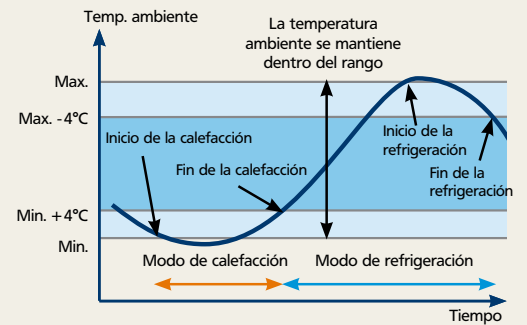 Temp. ambiente
La temperatura
ambiente se mantiene
dentro del rango
Max.
Max. -4°C
Inicio de la calefacción
Inicio de la
refrigeración
Fin de la calefacción
Fin de la
refrigeración
Min. +4°C
Min.
Modo de calefacción
Modo de refrigeración
Tiempo